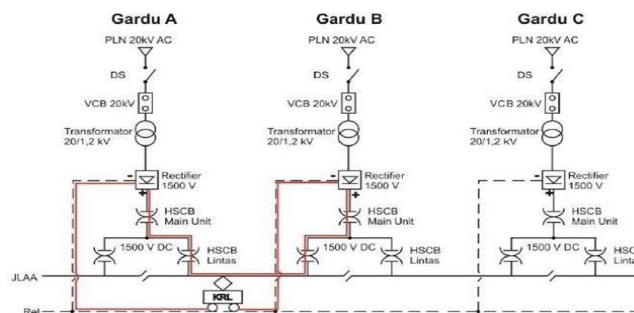 Gardu A
PLN 20kV AC
DS
VCB 20kV
Transformator
20/1,2 kV
-
Rectifier
1500 V
+
HSCB
Main Unit
1500 V DC
HSCB
Lintas
Gardu B
PLN 20kV AC
DS
VCB 20kV
Transformator
20/1,2 kV
-
Rectifier
1500 V
+
HSCB
Main Unit
1500 V DC
HSCB
Lintas
Gardu C
PLN 20kV AC
DS
VCB 20kV
Transformator
20/1,2 kV
-
Rectifier
1500 V
+
HSCB
Main Unit
1500 V DC
HSCB
Lintas
JLAA
KRL
Rel